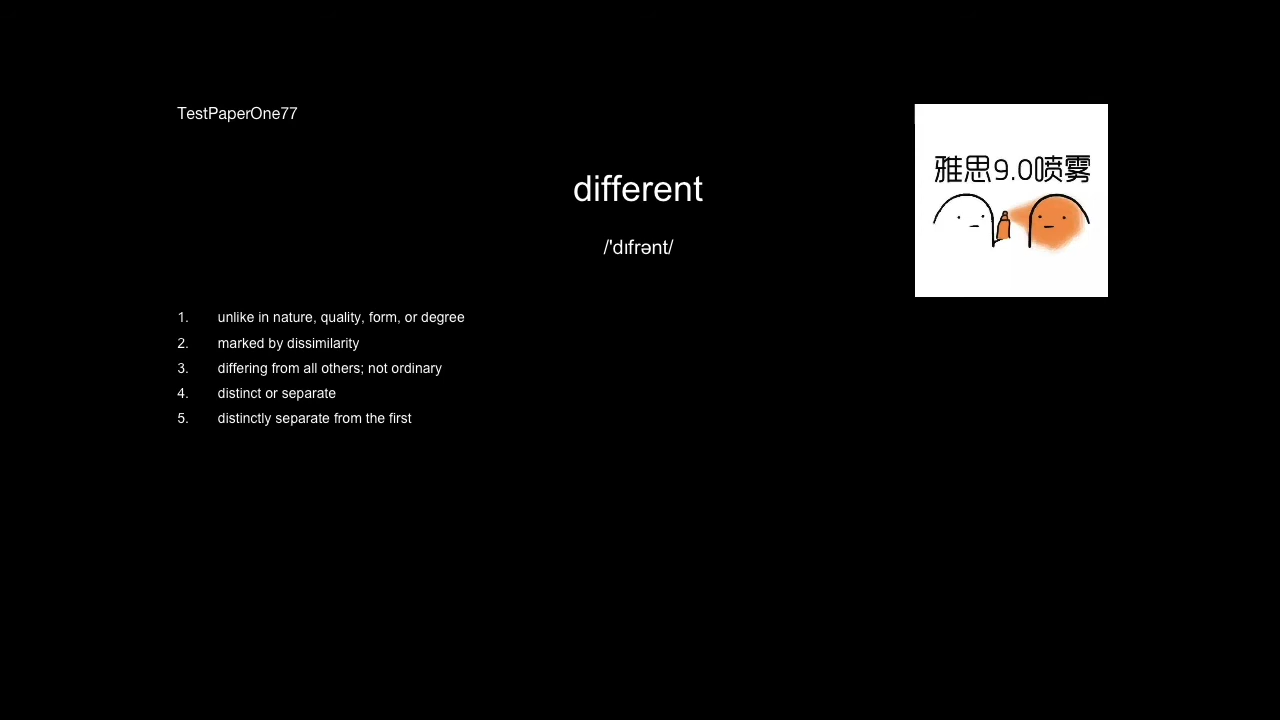 TestPaperOne77
雅思9.0喷雾
different
/'dɪfrənt/
1. unlike in nature, quality, form, or degree
2. marked by dissimilarity
3. differing from all others; not ordinary
4. distinct or separate
5. distinctly separate from the first